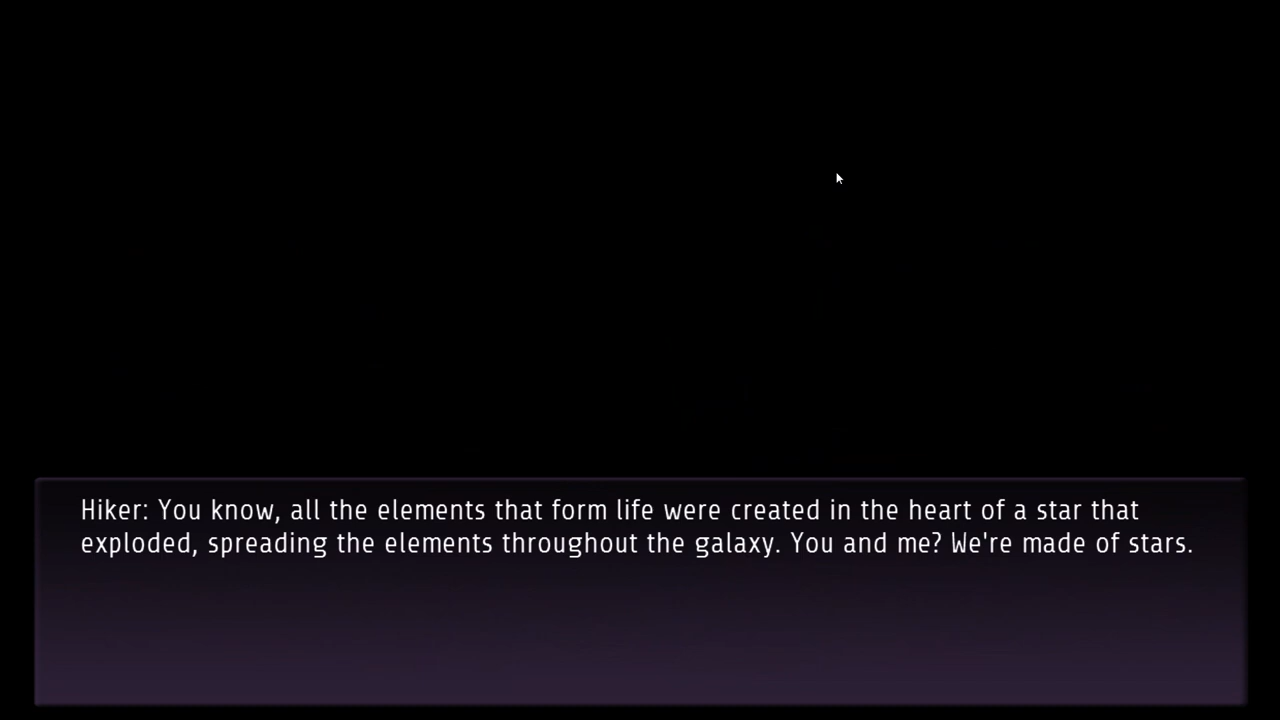 Hiker: You know, all the elements that form life were created in the heart of a star that
exploded, spreading the elements throughout the galaxy. You and me? We're made of stars.